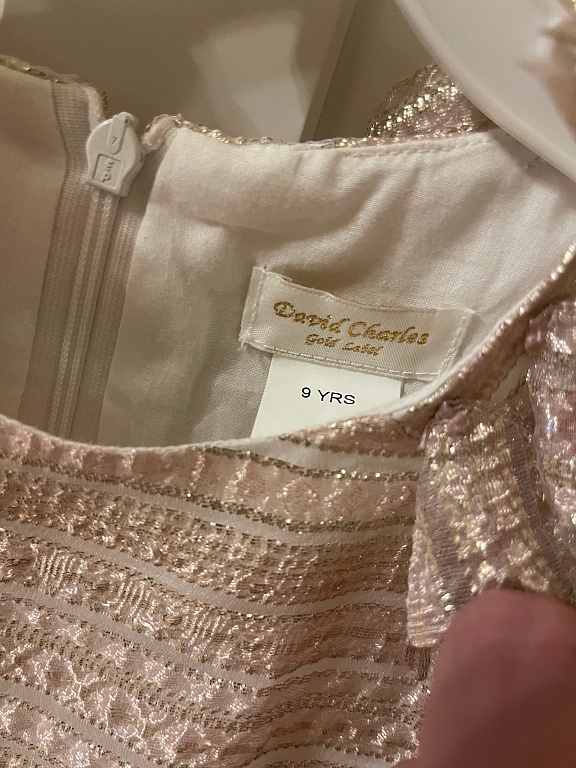 David Charles
Gold Label
9 YRS